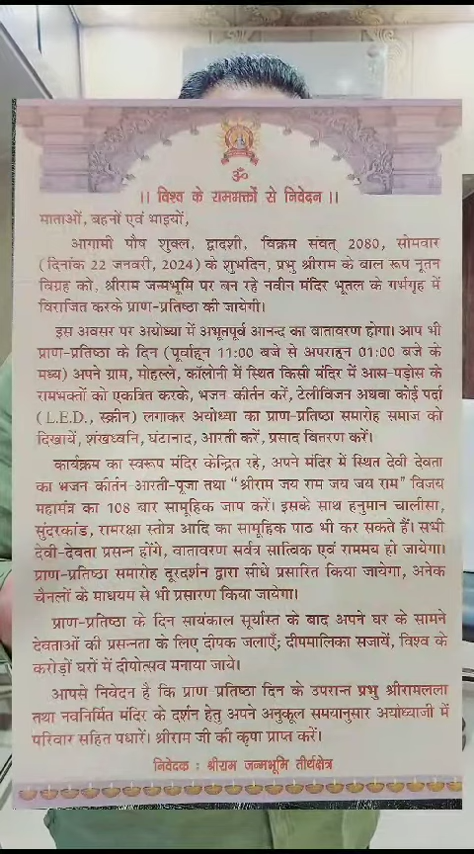 ॐ
।। विश्व के रामभक्तों से निवेदन ।।
माताओं, बहनों एवं भाइयों,
आगामी पौष शुक्ल, द्वादशी, विक्रम संवत् 2080, सोमवार
(दिनांक 22 जनवरी, 2024) के शुभदिन, प्रभु श्रीराम के बाल रूप नूतन
विग्रह को, श्रीराम जन्मभूमि पर बन रहे नवीन मंदिर भूतल के गर्भगृह में
विराजित करके प्राण-प्रतिष्ठा की जायेगी।
इस अवसर पर अयोध्या में अभूतपूर्व आनन्द का वातावरण होगा। आप भी
प्राण-प्रतिष्ठा के दिन (पूर्वाह्न 11:00 बजे से अपराह्न 01:00 बजे के
मध्य) अपने ग्राम, मोहल्ले, कॉलोनी में स्थित किसी मंदिर में आस-पड़ोस के
रामभक्तों को एकत्रित करके, भजन कीर्तन करें, टेलीविजन अथवा कोई पर्दा
(L.E.D., स्क्रीन) लगाकर अयोध्या का प्राण-प्रतिष्ठा समारोह समाज को
दिखायें, शंखध्वनि, घंटानाद, आरती करें, प्रसाद वितरण करें।
कार्यक्रम का स्वरूप मंदिर केन्द्रित रहे, अपने मंदिर में स्थित देवी देवता
का भजन कीर्तन-आरती-पूजा तथा “श्रीराम जय राम जय जय राम” विजय
महामंत्र का 108 बार सामूहिक जाप करें। इसके साथ हनुमान चालीसा,
सुंदरकांड, रामरक्षा स्तोत्र आदि का सामूहिक पाठ भी कर सकते हैं। सभी
देवी-देवता प्रसन्न होंगे, वातावरण सर्वत्र सात्विक एवं राममय हो जायेगा।
प्राण-प्रतिष्ठा समारोह दूरदर्शन द्वारा सीधे प्रसारित किया जायेगा, अनेक
चैनलों के माध्यम से भी प्रसारण किया जायेगा।
प्राण-प्रतिष्ठा के दिन सायंकाल सूर्यास्त के बाद अपने घर के सामने
देवताओं की प्रसन्नता के लिए दीपक जलाएँ; दीपमालिका सजायें, विश्व के
करोड़ों घरों में दीपोत्सव मनाया जाये।
आपसे निवेदन है कि प्राण-प्रतिष्ठा दिन के उपरान्त प्रभु श्रीरामलला
तथा नवनिर्मित मंदिर के दर्शन हेतु अपने अनुकूल समयानुसार अयोध्याजी में
परिवार सहित पधारें। श्रीराम जी की कृपा प्राप्त करें।
निवेदक : श्रीराम जन्मभूमि तीर्थक्षेत्र